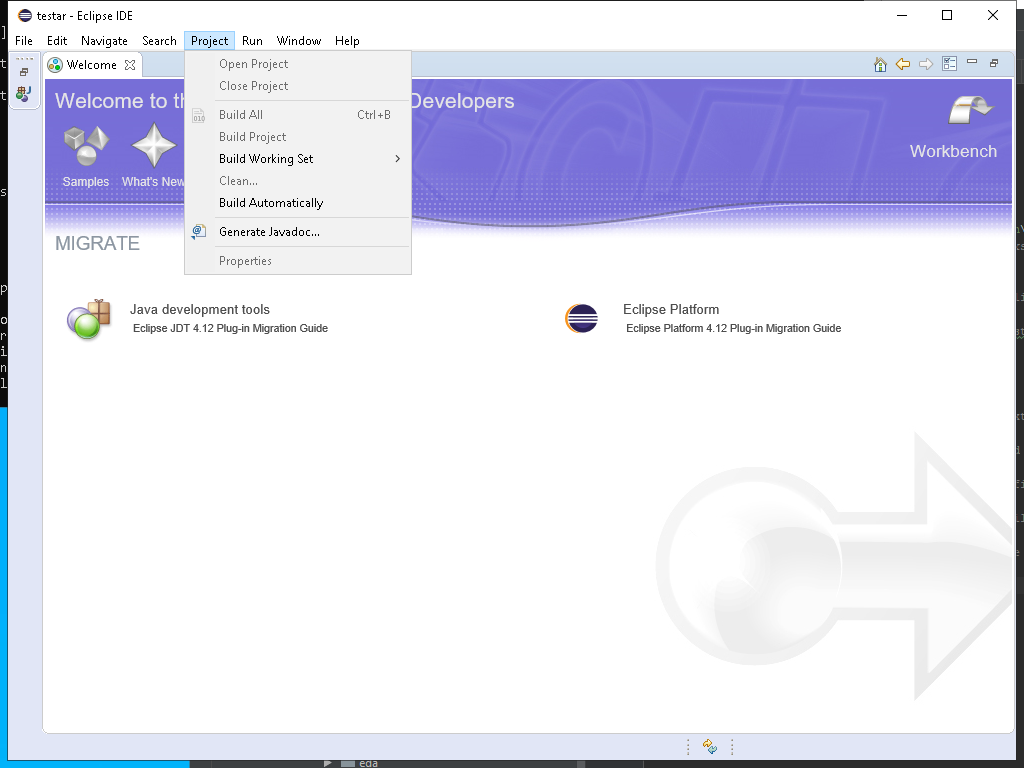 testar - Eclipse IDE
File Edit Navigate Search Project Run Window Help
Welcome
Open Project
Close Project
Build All Ctrl+B
Build Project
Build Working Set
Clean...
Build Automatically
Generate Javadoc...
Properties
Welcome to th
Developers
Samples
What's New
Workbench
MIGRATE
Java development tools
Eclipse JDT 4.12 Plug-in Migration Guide
Eclipse Platform
Eclipse Platform 4.12 Plug-in Migration Guide
eda